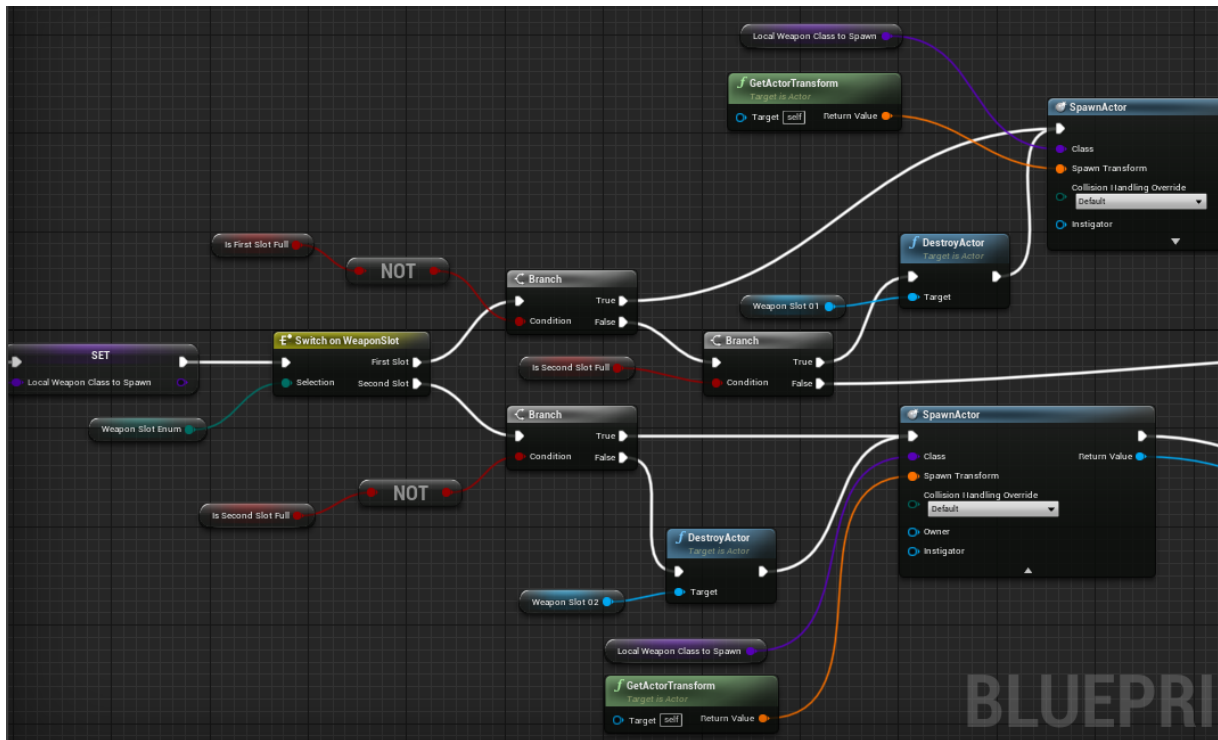 Local Weapon Class to Spawn
GetActorTransform
Target is Actor
Target self Return Value
SpawnActor
Class
Spawn Transform
Collision Handling Override
Default
Instigator
Is First Slot Full
NOT
Branch
True
Condition False
DestroyActor
Target is Actor
Target
Weapon Slot 01
SET
Local Weapon Class to Spawn
Switch on WeaponSlot
First Slot
Selection Second Slot
Weapon Slot Enum
Is Second Slot Full
Branch
True
Condition False
Branch
True
Condition False
Is Second Slot Full
NOT
SpawnActor
Class Return Value
Spawn Transform
Collision Handling Override
Default
Owner
Instigator
DestroyActor
Target is Actor
Target
Weapon Slot 02
Local Weapon Class to Spawn
GetActorTransform
Target is Actor
Target self Return Value
BLUEPRI